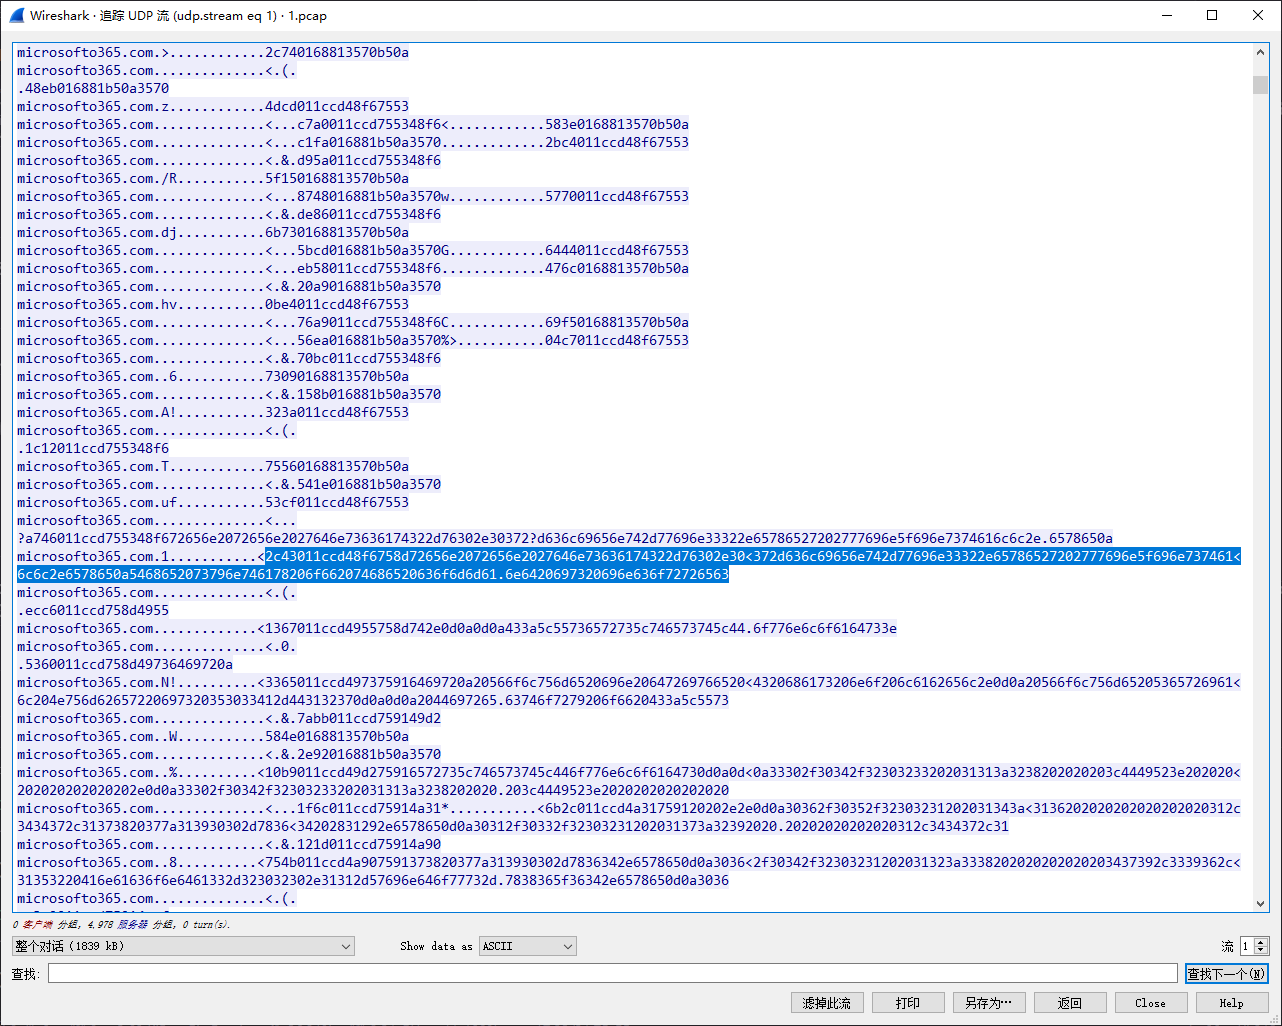 Wireshark · 追踪 UDP 流 (udp.stream eq 1) · 1.pcap
microsofto365.com.>............2c740168813570b50a
microsofto365.com..............<.(.
.48eb016881b50a3570
microsofto365.com.z............4dcd011ccd48f67553
microsofto365.com..............<...c7a0011ccd755348f6<............583e0168813570b50a
microsofto365.com..............<...c1fa016881b50a3570.............2bc4011ccd48f67553
microsofto365.com..............<.&.d95a011ccd755348f6
microsofto365.com./R...........5f150168813570b50a
microsofto365.com..............<...8748016881b50a3570w............5770011ccd48f67553
microsofto365.com..............<.&.de86011ccd755348f6
microsofto365.com.dj...........6b730168813570b50a
microsofto365.com..............<...5bcd016881b50a3570G............6444011ccd48f67553
microsofto365.com..............<...eb58011ccd755348f6.............476c0168813570b50a
microsofto365.com..............<.&.20a9016881b50a3570
microsofto365.com.hv...........0be4011ccd48f67553
microsofto365.com..............<...76a9011ccd755348f6C............69f50168813570b50a
microsofto365.com..............<...56ea016881b50a3570%>...........04c7011ccd48f67553
microsofto365.com..............<.&.70bc011ccd755348f6
microsofto365.com..6...........73090168813570b50a
microsofto365.com..............<.&.158b016881b50a3570
microsofto365.com.A!...........323a011ccd48f67553
microsofto365.com..............<.(.
.1c12011ccd755348f6
microsofto365.com.T............75560168813570b50a
microsofto365.com..............<.&.541e016881b50a3570
microsofto365.com.uf...........53cf011ccd48f67553
microsofto365.com..............<...
?a746011ccd755348f672656e2072656e2027646e73636174322d76302e30372?d636c69656e742d77696e33322e6578652720277​7696e5f696e7374616c6c2e.6578650a
microsofto365.com.1...........<2c43011ccd48f6758d72656e2072656e2027646e73636174322d76302e30<372d636c69656e742d77696e33322e65786527202777696e5f696e737461<
6c6c2e6578650a5468652073796e746178206f662074686520636f6d6d61.6e6420697320696e636f72726563
microsofto365.com..............<.(.
.ecc6011ccd758d4955
microsofto365.com.............<1367011ccd4955758d742e0d0a0d0a433a5c55736572735c746573745c44.6f776e6c6f6164733e
microsofto365.com..............<.0.
.5360011ccd758d49736469720a
microsofto365.com.N!..........<3365011ccd497375916469720a20566f6c756d6520696e20647269766520<4320686173206e6f206c6162656c2e0d0a20566f6c756d65205365726961<
6c204e756d62657220697320353033412d443132370d0a0d0a2044697265.63746f7279206f6620433a5c5573
microsofto365.com..............<.&.7abb011ccd759149d2
microsofto365.com..W...........584e0168813570b50a
microsofto365.com..............<.&.2e92016881b50a3570
microsofto365.com..%..........<10b9011ccd49d275916572735c746573745c446f776e6c6f6164730d0a0d<0a33302f30342f32303233202031313a3238202020203c4449523e202020<
202020202020202e0d0a33302f30342f32303233202031313a3238202020.203c4449523e2020202020202020
microsofto365.com..............<...1f6c011ccd75914a31*...........<6b2c011ccd4a31759120202e2e0d0a30362f30352f32303231202031343a<313620202020202020202020312c
3434372c31373820377a313930302d7836<34202831292e6578650d0a30312f30332f32303231202031373a32392020.20202020202020312c3434372c31
microsofto365.com..............<.&.121d011ccd75914a90
microsofto365.com..8..........<754b011ccd4a907591373820377a313930302d7836342e6578650d0a3036<2f30342f32303231202031323a33382020202020202020203437392c3339362c<
31353220416e61636f6e6461332d323032302e31312d57696e646f77732d.7838365f36342e6578650d0a3036
microsofto365.com..............<.(.
0 客户端 分组, 4,978 服务器 分组, 0 turn(s).
整个对话 (1839 kB) Show data as ASCII 流 1
查找: 查找下一个(N)
滤掉此流 打印 另存为… 返回 Close Help